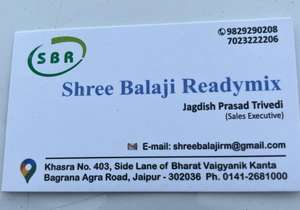 SBR
9829290208
7023222206
Shree Balaji Readymix
Jagdish Prasad Trivedi
(Sales Executive)
E-mail: shreebalajirm@gmail.com
Khasra No. 403, Side Lane of Bharat Vaigyanik Kanta
Bagrana Agra Road, Jaipur - 302036 Ph. 0141-2681000